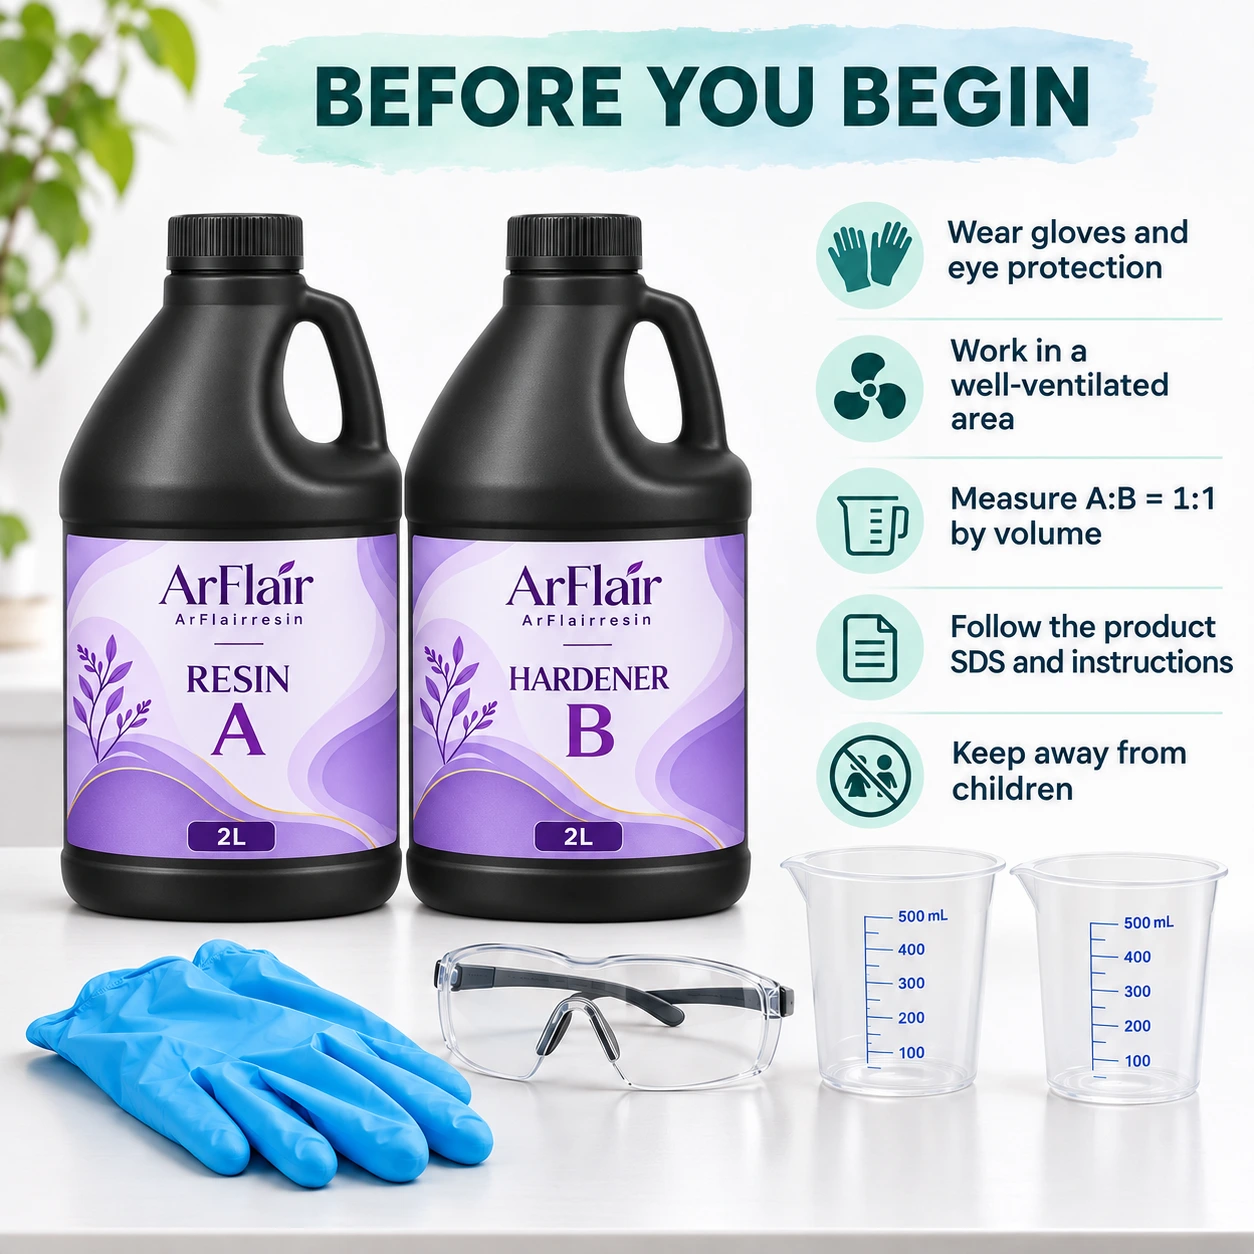 BEFORE YOU BEGIN
Wear gloves and
eye protection
Work in a
well-ventilated
area
Measure A:B = 1:1
by volume
Follow the product
SDS and instructions
Keep away from
children
ArFlair
ArFlairresin
RESIN
A
2L
ArFlair
ArFlairresin
HARDENER
B
2L
500 mL
400
300
200
100
500 mL
400
300
200
100